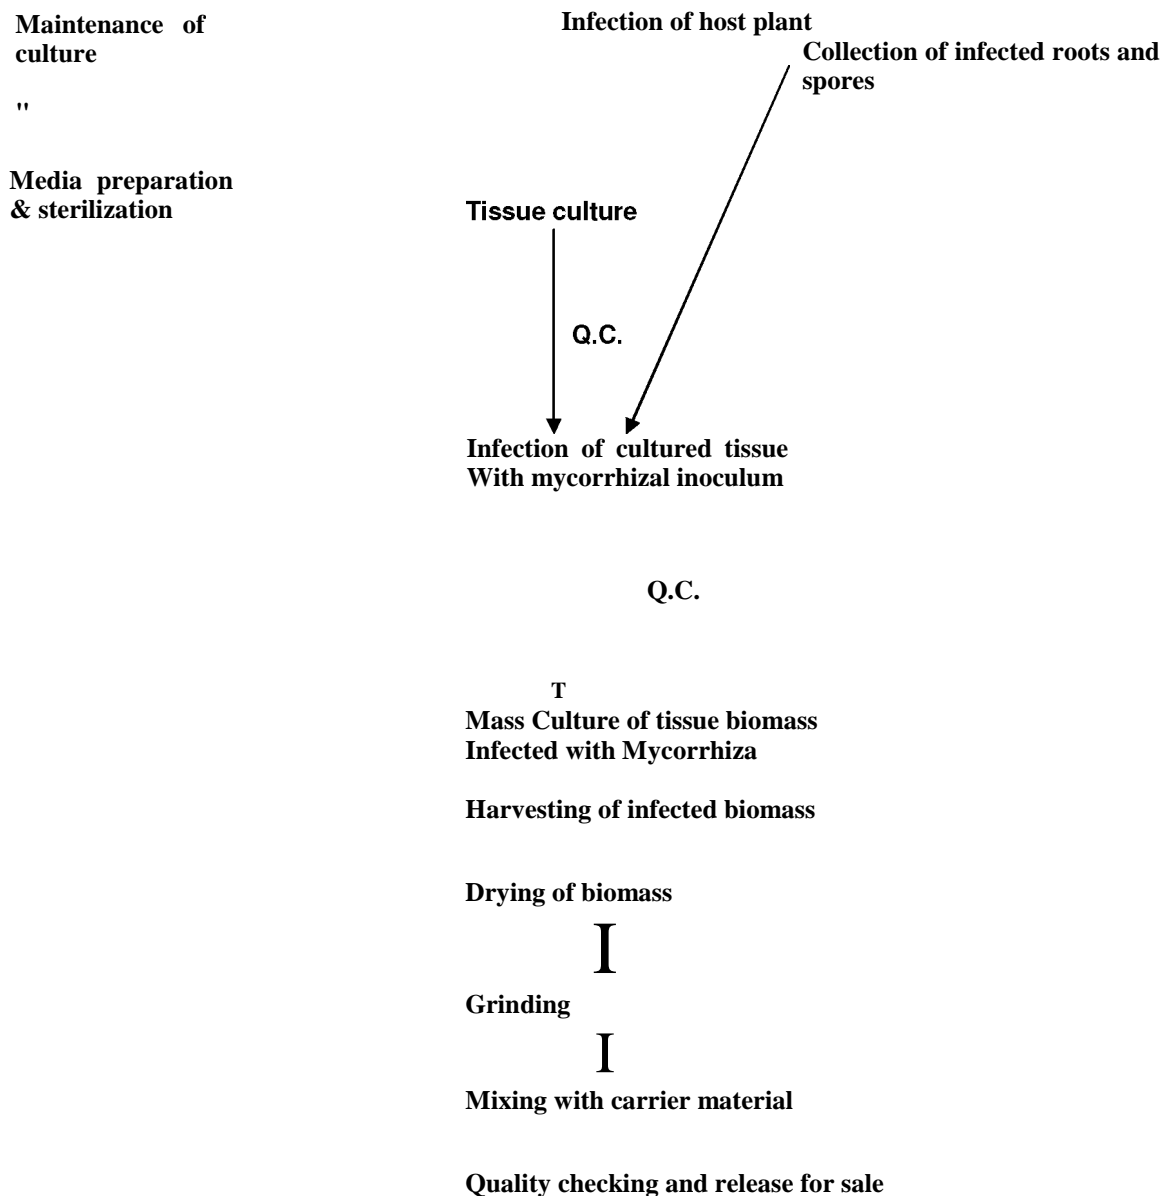 Maintenance of
culture
"
Media preparation
& sterilization
Infection of host plant
Collection of infected roots and
spores
Tissue culture
Q.C.
Infection of cultured tissue
With mycorrhizal inoculum
Q.C.
T
Mass Culture of tissue biomass
Infected with Mycorrhiza
Harvesting of infected biomass
Drying of biomass
I
Grinding
I
Mixing with carrier material
Quality checking and release for sale